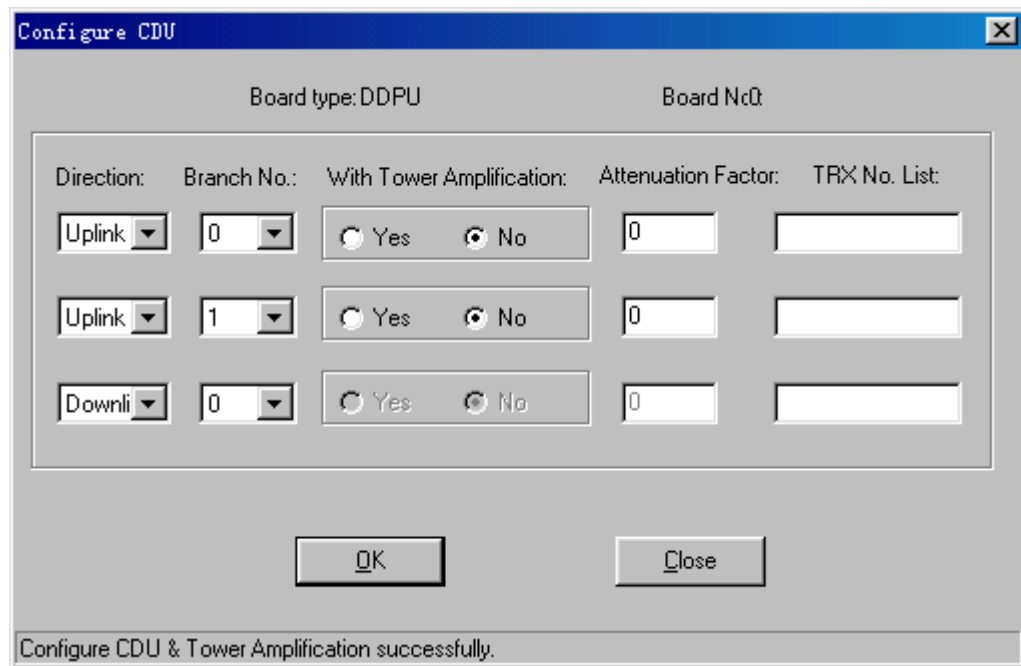 Configure CDU
Board type: DDPU Board No:0
Direction: Branch No.: With Tower Amplification: Attenuation Factor: TRX No. List:
Uplink 0 Yes No 0
Uplink 1 Yes No 0
Downli 0 Yes No 0
OK Close
Configure CDU & Tower Amplification successfully.